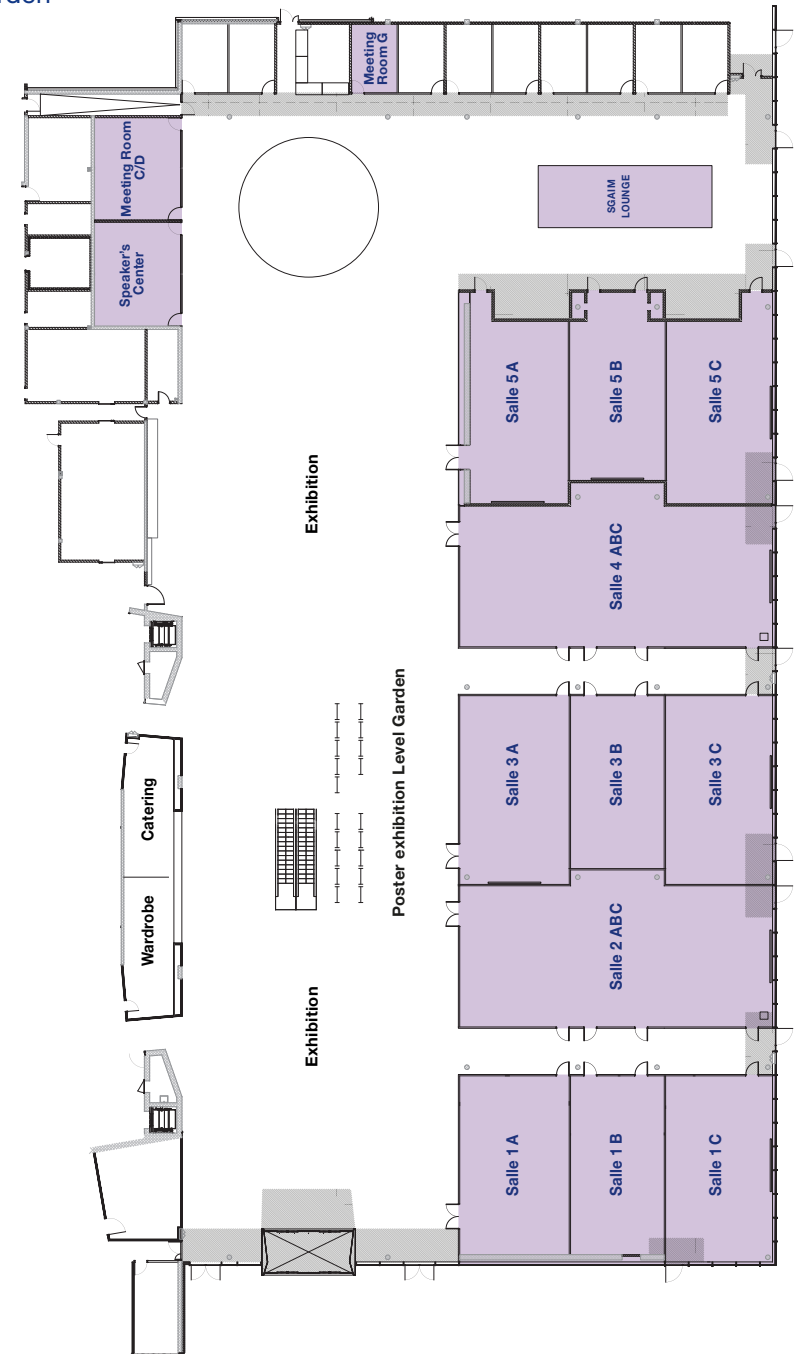 Meeting
Room G
Meeting Room
C/D
Speaker's
Center
SGAIM
LOUNGE
Salle 5 A
Salle 5 B
Salle 5 C
Exhibition
Salle 4 ABC
Poster exhibition Level Garden
Salle 3 A
Salle 3 B
Salle 3 C
Catering
Wardrobe
Salle 2 ABC
Exhibition
Salle 1 A
Salle 1 B
Salle 1 C